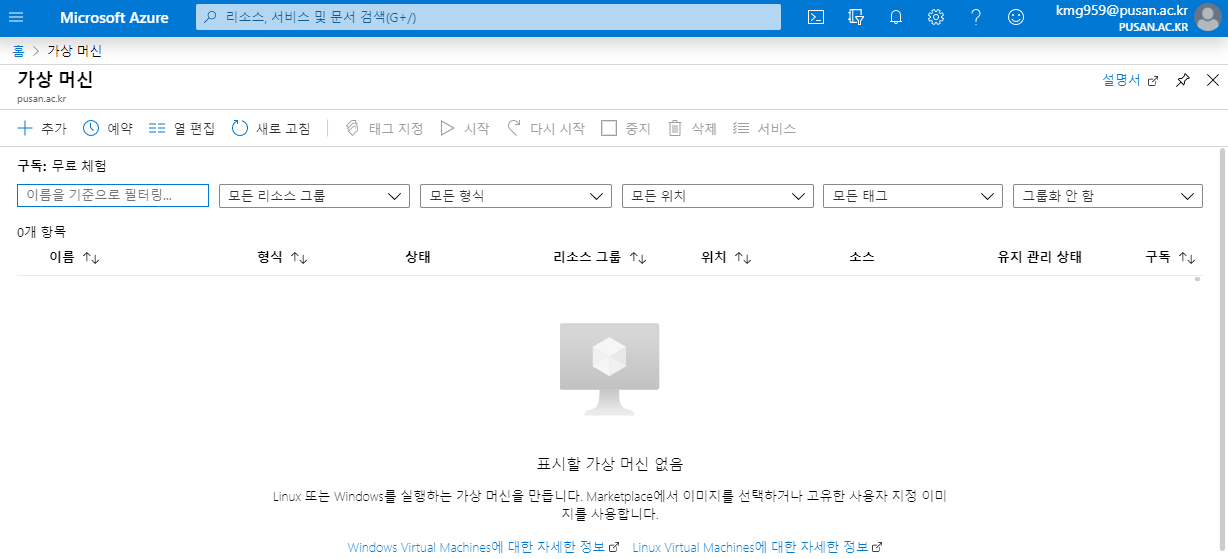 Microsoft Azure 리소스, 서비스 및 문서 검색(G+/) kmg959@pusan.ac.kr
PUSAN.AC.KR
홈 > 가상 머신
가상 머신 설명서
pusan.ac.kr
추가 예약 열 편집 새로 고침 태그 지정 시작 다시 시작 중지 삭제 서비스
구독: 무료 체험
이름을 기준으로 필터링... 모든 리소스 그룹 모든 형식 모든 위치 모든 태그 그룹화 안 함
0개 항목
이름 형식 상태 리소스 그룹 위치 소스 유지 관리 상태 구독
표시할 가상 머신 없음
Linux 또는 Windows를 실행하는 가상 머신을 만듭니다. Marketplace에서 이미지를 선택하거나 고유한 사용자 지정 이미
지를 사용합니다.
Windows Virtual Machines에 대한 자세한 정보 Linux Virtual Machines에 대한 자세한 정보